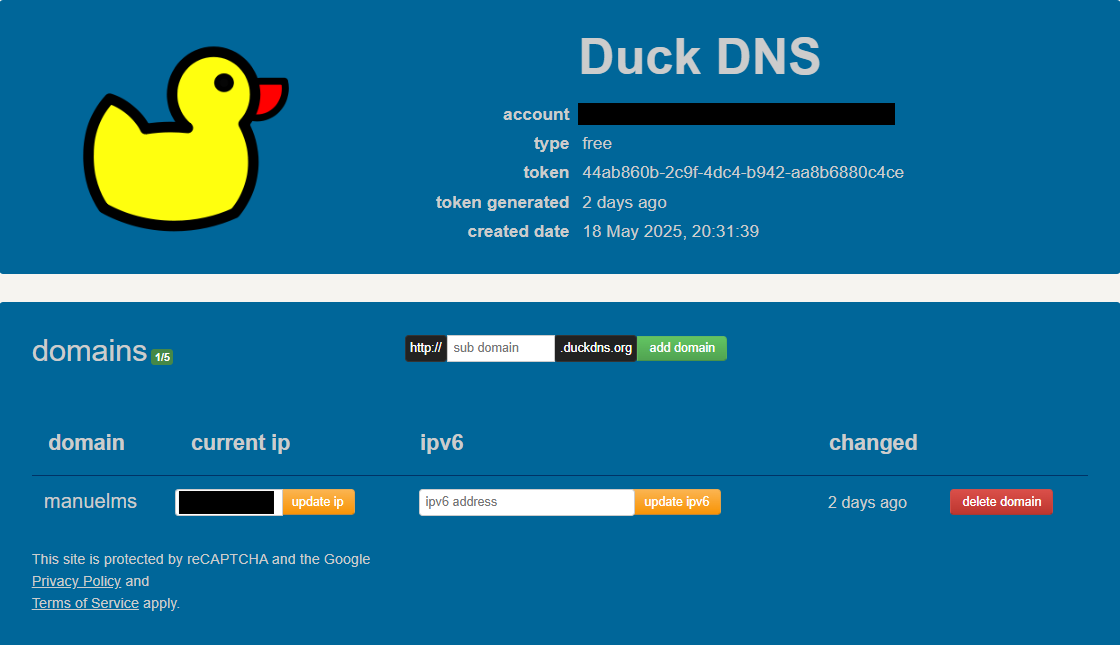 Duck DNS
account
type free
token 44ab860b-2c9f-4dc4-b942-aa8b6880c4ce
token generated 2 days ago
created date 18 May 2025, 20:31:39
domains 1/5 http:// sub domain .duckdns.org add domain
domain current ip ipv6 changed
manuelms update ip ipv6 address update ipv6 2 days ago delete domain
This site is protected by reCAPTCHA and the Google
Privacy Policy and
Terms of Service apply.